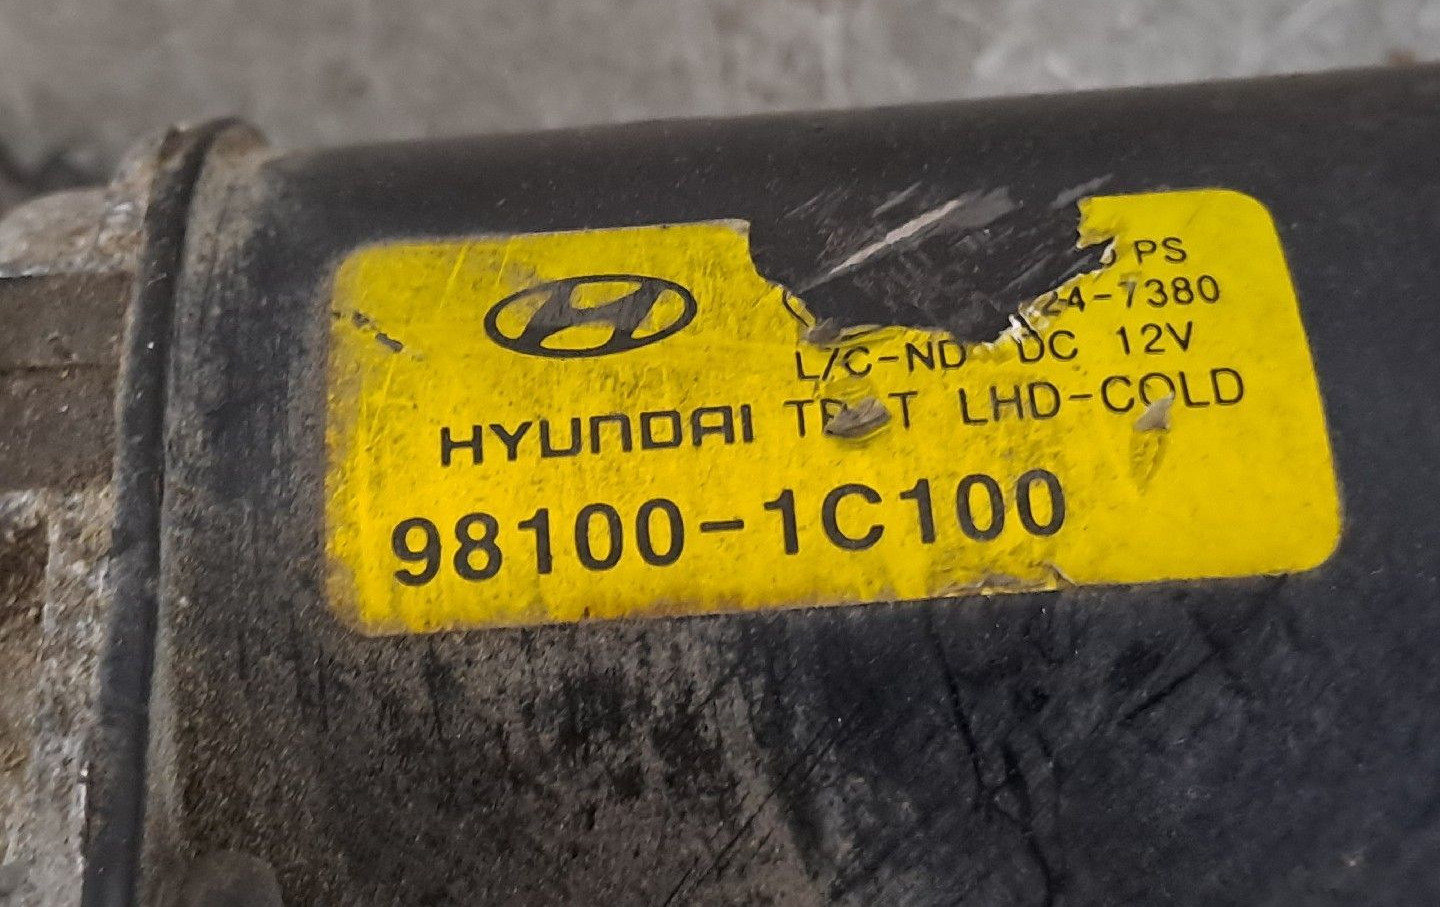 PS
24-7380
L/C-ND DC 12V
HYUNDAI LHD-COLD
98100-1C100